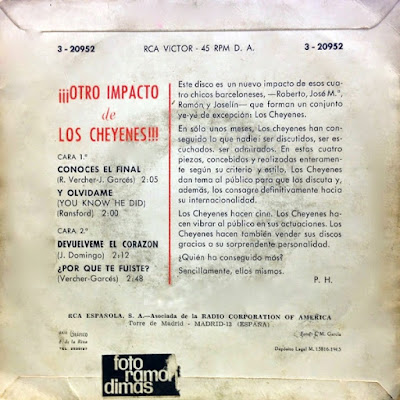 3 - 20952
RCA VICTOR - 45 RPM D. A.
3 - 20952
¡¡¡OTRO IMPACTO
de
LOS CHEYENES!!!
CARA 1.ª
CONOCES EL FINAL
(R. Vercher-J. Garcés) 2:05
Y OLVIDAME
(YOU KNOW HE DID)
(Ransford) 2:00
CARA 2.ª
DEVUELVEME EL CORAZON
(J. Domingo) 2:12
¿POR QUE TE FUISTE?
(Vercher-Garcés) 2:48
Este disco es un nuevo impacto de esos cua-
tro chicos barceloneses, —Roberto, José M.ª,
Ramón y Joselín— que forman un conjunto
ye-yé de excepción: Los Cheyenes.
En sólo unos meses, Los cheyenes han con-
seguido lo que nadie: ser discutidos, ser es-
cuchados, ser admirados. En estas cuatro
piezos, concebidos y realizadas enteramen-
te según su criterio y estilo, Los Cheyenes
dan tema al público para que los discuta y,
además, los consagre definitivamente hacia
su internacionalidad.
Los Cheyenes hacen cinn. Los Cheyenes ha-
cen vibrar al público en sus actuaciones. Los
Cheyenes hacen también vender sus discos
gracias a su sorprendente personalidad.
¿Quién ha conseguido más?
Sencillamente, ellos mismos.
P. H.
RCA ESPAÑOLA, S. A.—Asociada de la RADIO CORPORATION OF AMERICA
Torre de Madrid - MADRID-13 (ESPAÑA)
M. García
Depósito Legal M.
foto
ramo
dimas